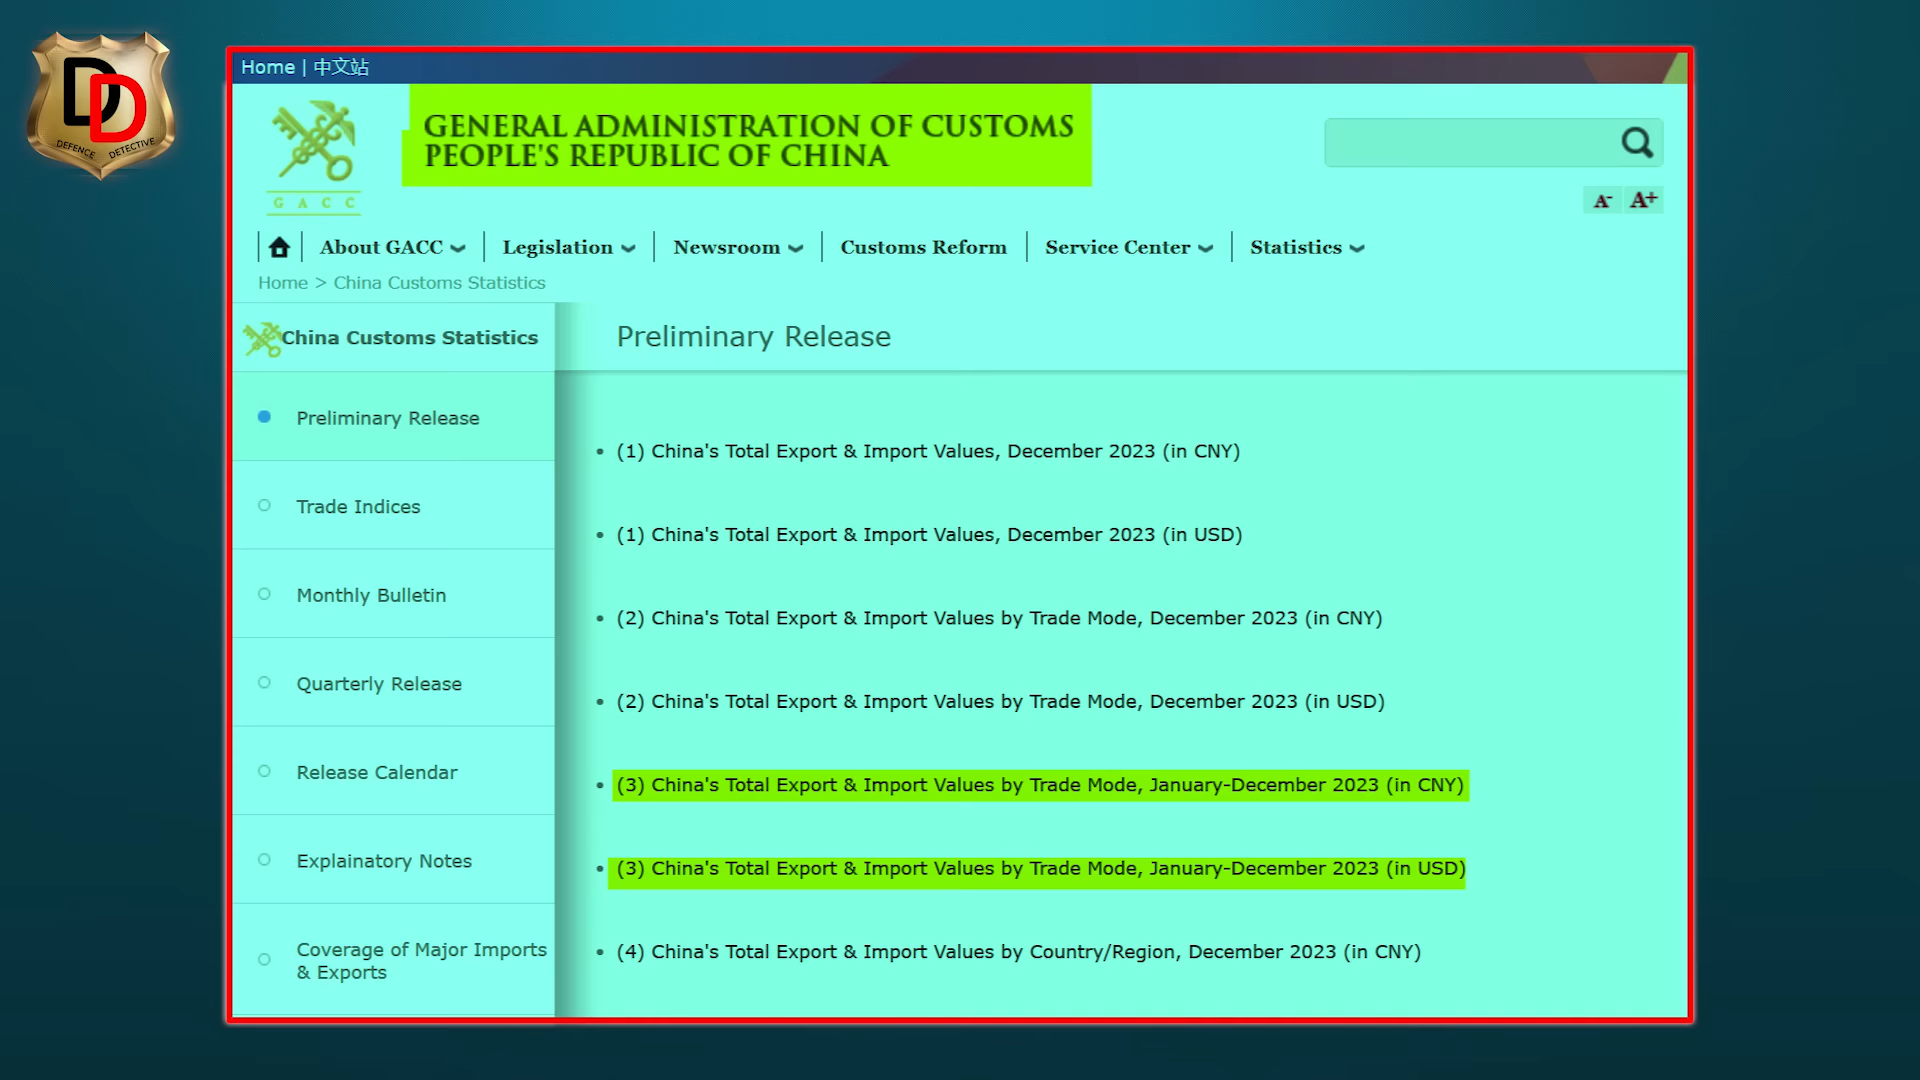 DD
DEFENCE DETECTIVE
Home | 中文站
GENERAL ADMINISTRATION OF CUSTOMS
PEOPLE'S REPUBLIC OF CHINA
GACC
A- A+
About GACC Legislation Newsroom Customs Reform Service Center Statistics
Home > China Customs Statistics
China Customs Statistics
Preliminary Release
Trade Indices
Monthly Bulletin
Quarterly Release
Release Calendar
Explainatory Notes
Coverage of Major Imports
& Exports
Preliminary Release
(1) China's Total Export & Import Values, December 2023 (in CNY)
(1) China's Total Export & Import Values, December 2023 (in USD)
(2) China's Total Export & Import Values by Trade Mode, December 2023 (in CNY)
(2) China's Total Export & Import Values by Trade Mode, December 2023 (in USD)
(3) China's Total Export & Import Values by Trade Mode, January-December 2023 (in CNY)
(3) China's Total Export & Import Values by Trade Mode, January-December 2023 (in USD)
(4) China's Total Export & Import Values by Country/Region, December 2023 (in CNY)